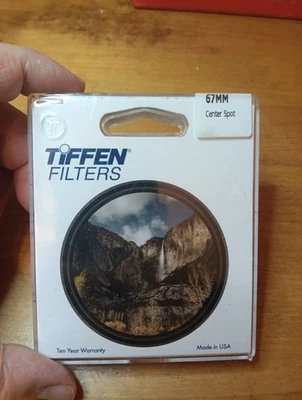 67MM
Center Spot
TiFFEN®
FILTERS
Ten Year Warranty
Made in USA